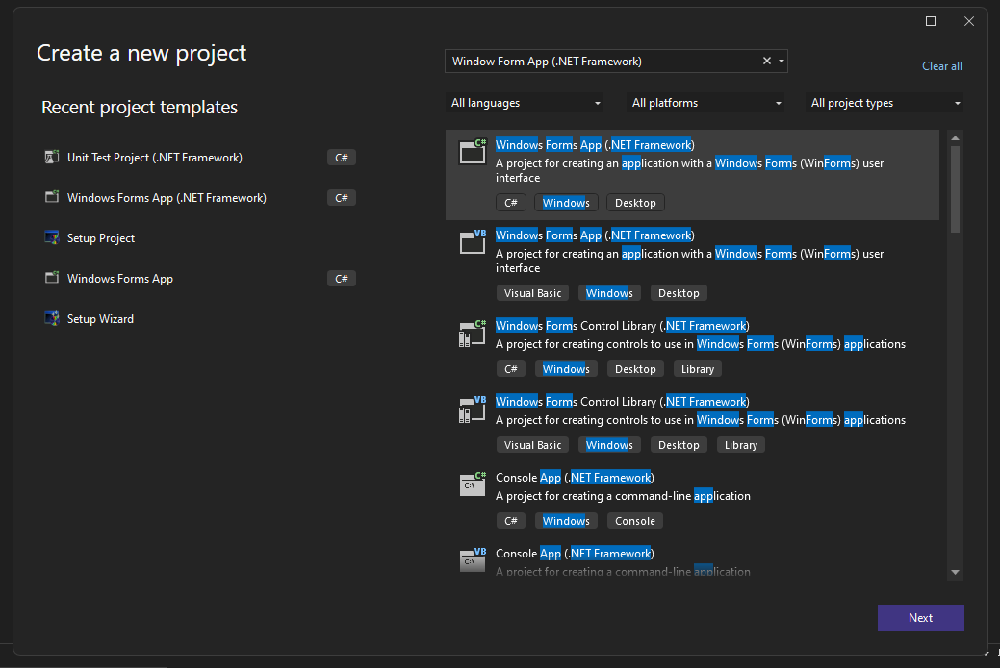 Create a new project
Window Form App (.NET Framework)
Clear all
Recent project templates
All languages
All platforms
All project types
Unit Test Project (.NET Framework)
C#
Windows Forms App (.NET Framework)
C#
Setup Project
Windows Forms App
C#
Setup Wizard
C#
Windows Forms App (.NET Framework)
A project for creating an application with a Windows Forms (WinForms) user
interface
C# Windows Desktop
VB
Windows Forms App (.NET Framework)
A project for creating an application with a Windows Forms (WinForms) user
interface
Visual Basic Windows Desktop
C#
Windows Forms Control Library (.NET Framework)
A project for creating controls to use in Windows Forms (WinForms) applications
C# Windows Desktop Library
VB
Windows Forms Control Library (.NET Framework)
A project for creating controls to use in Windows Forms (WinForms) applications
Visual Basic Windows Desktop Library
C#
C:\
Console App (.NET Framework)
A project for creating a command-line application
C# Windows Console
VB
C:\
Console App (.NET Framework)
A project for creating a command-line application
Next